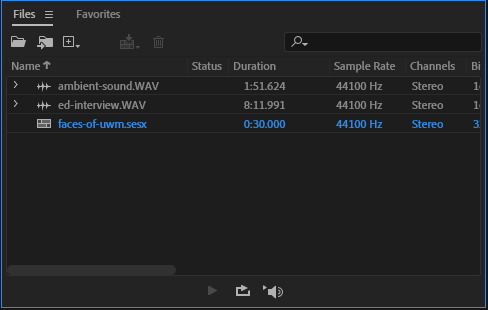 Files Favorites
Name Status Duration Sample Rate Channels Bi
ambient-sound.WAV 1:51.624 44100 Hz Stereo
ed-interview.WAV 8:11.991 44100 Hz Stereo
faces-of-uwm.sesx 0:30.000 44100 Hz Stereo 3